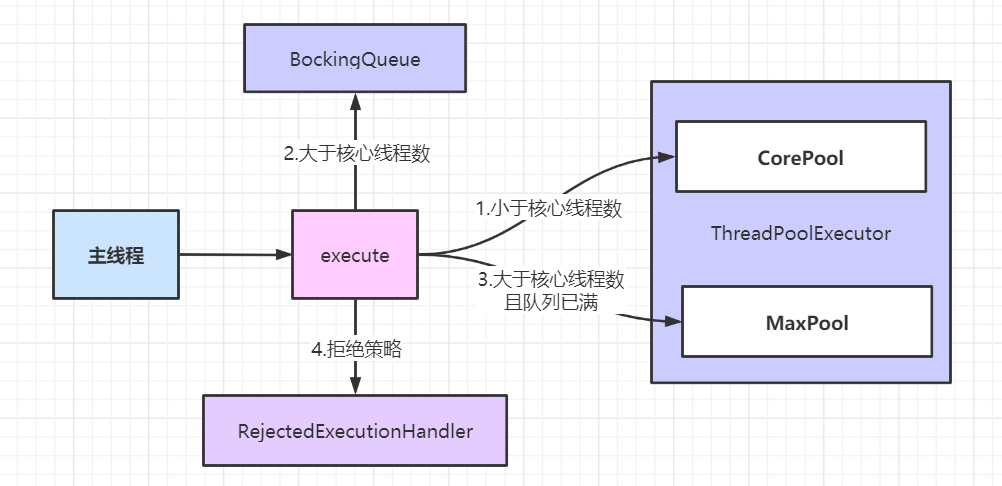 BockingQueue
2.大于核心线程数
CorePool
1.小于核心线程数
ThreadPoolExecutor
主线程
execute
3.大于核心线程数
且队列已满
MaxPool
4.拒绝策略
RejectedExecutionHandler